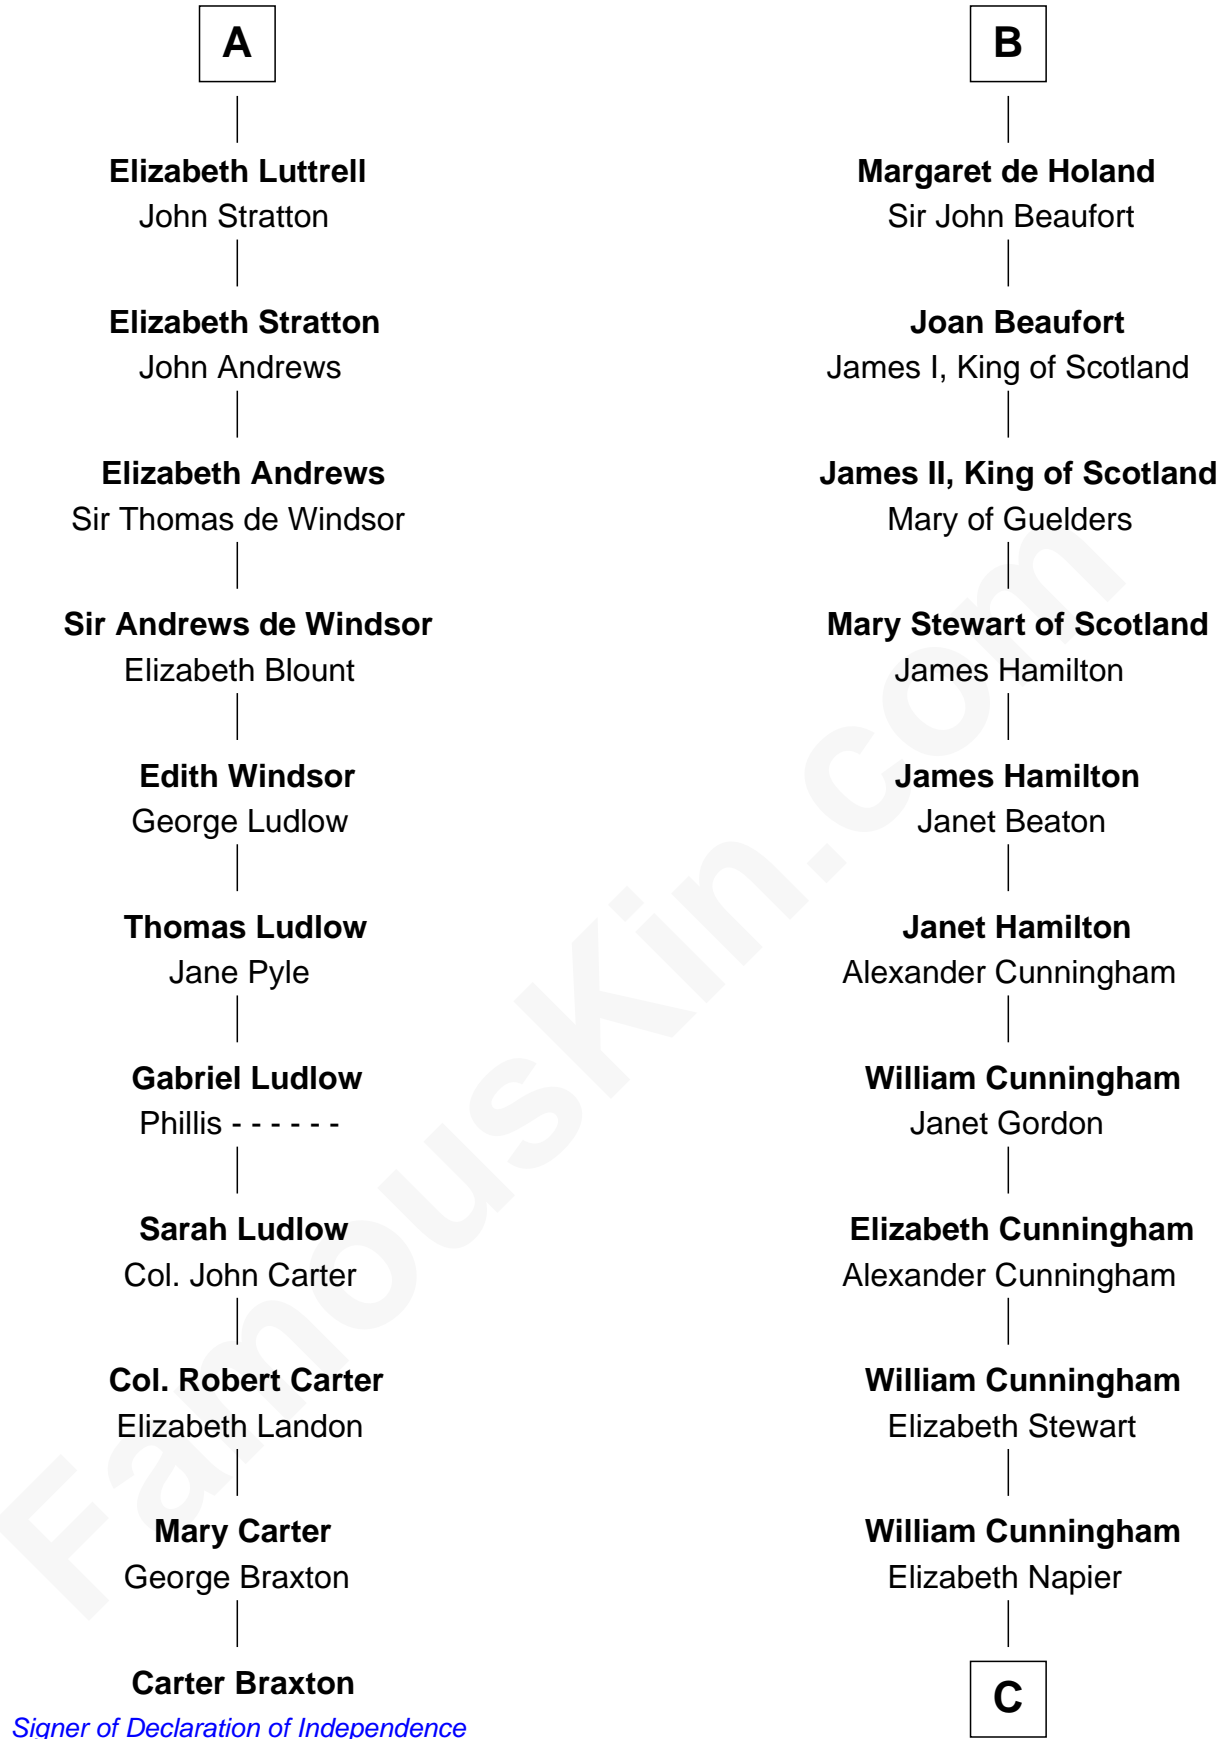 A
Elizabeth Luttrell
John Stratton
Elizabeth Stratton
John Andrews
Elizabeth Andrews
Sir Thomas de Windsor
Sir Andrews de Windsor
Elizabeth Blount
Edith Windsor
George Ludlow
Thomas Ludlow
Jane Pyle
Gabriel Ludlow
Phillis - - - - - -
Sarah Ludlow
Col. John Carter
Col. Robert Carter
Elizabeth Landon
Mary Carter
George Braxton
Carter Braxton
Signer of Declaration of Independence
B
Margaret de Holand
Sir John Beaufort
Joan Beaufort
James I, King of Scotland
James II, King of Scotland
Mary of Guelders
Mary Stewart of Scotland
James Hamilton
James Hamilton
Janet Beaton
Janet Hamilton
Alexander Cunningham
William Cunningham
Janet Gordon
Elizabeth Cunningham
Alexander Cunningham
William Cunningham
Elizabeth Stewart
William Cunningham
Elizabeth Napier
C
FamousKin.com